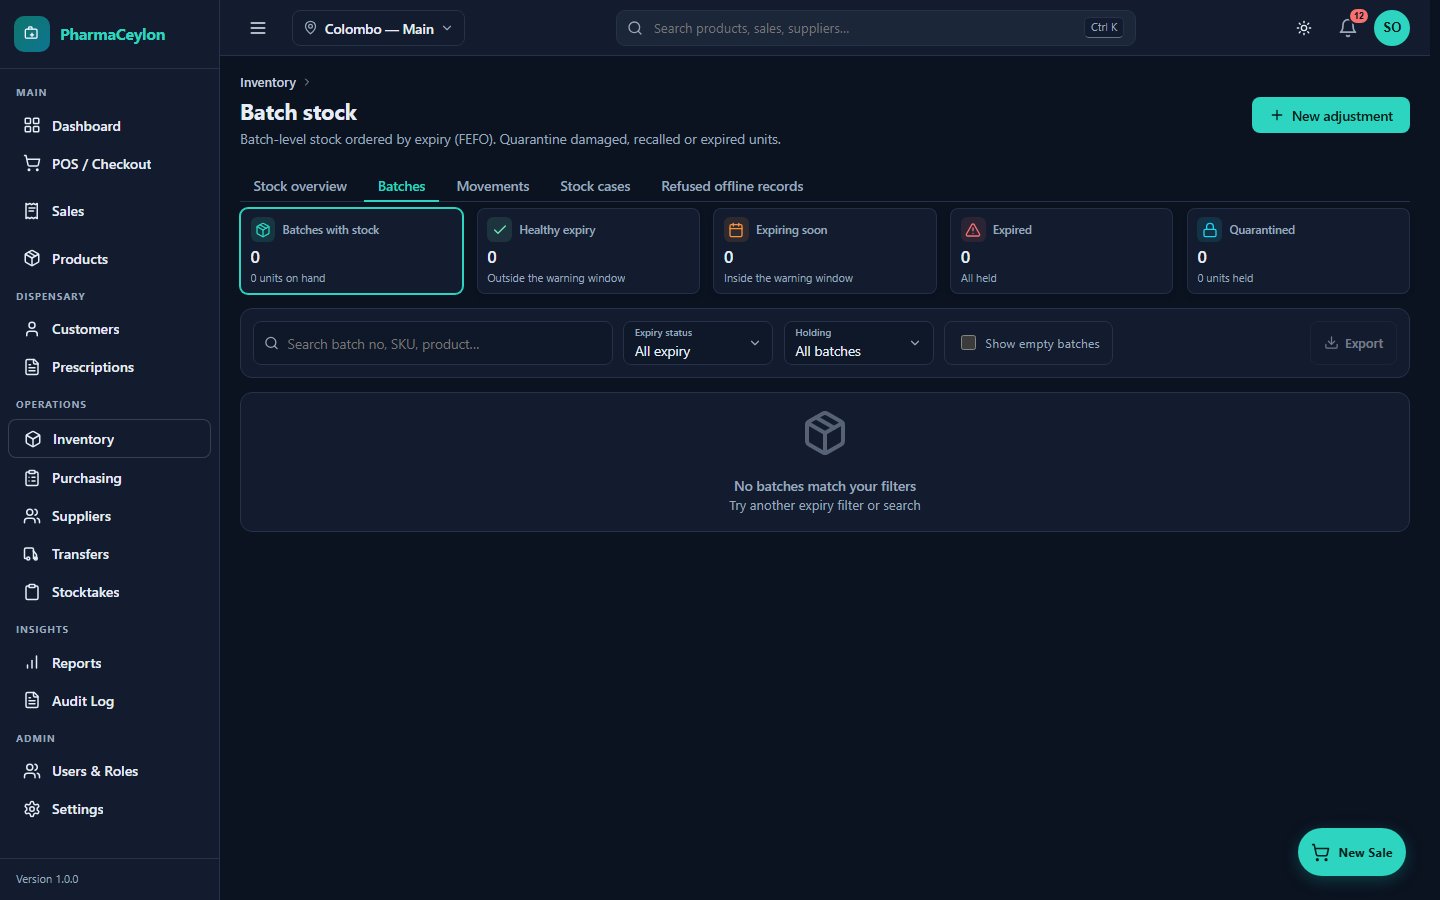 PharmaCeylon
Colombo — Main
Search products, sales, suppliers...
Ctrl K
12
SO
MAIN
Dashboard
POS / Checkout
Sales
Products
DISPENSARY
Customers
Prescriptions
OPERATIONS
Inventory
Purchasing
Suppliers
Transfers
Stocktakes
INSIGHTS
Reports
Audit Log
ADMIN
Users & Roles
Settings
Version 1.0.0
Inventory
Batch stock
Batch-level stock ordered by expiry (FEFO). Quarantine damaged, recalled or expired units.
New adjustment
Stock overview
Batches
Movements
Stock cases
Refused offline records
Batches with stock
0
0 units on hand
Healthy expiry
0
Outside the warning window
Expiring soon
0
Inside the warning window
Expired
0
All held
Quarantined
0
0 units held
Search batch no, SKU, product...
Expiry status
All expiry
Holding
All batches
Show empty batches
Export
No batches match your filters
Try another expiry filter or search
New Sale